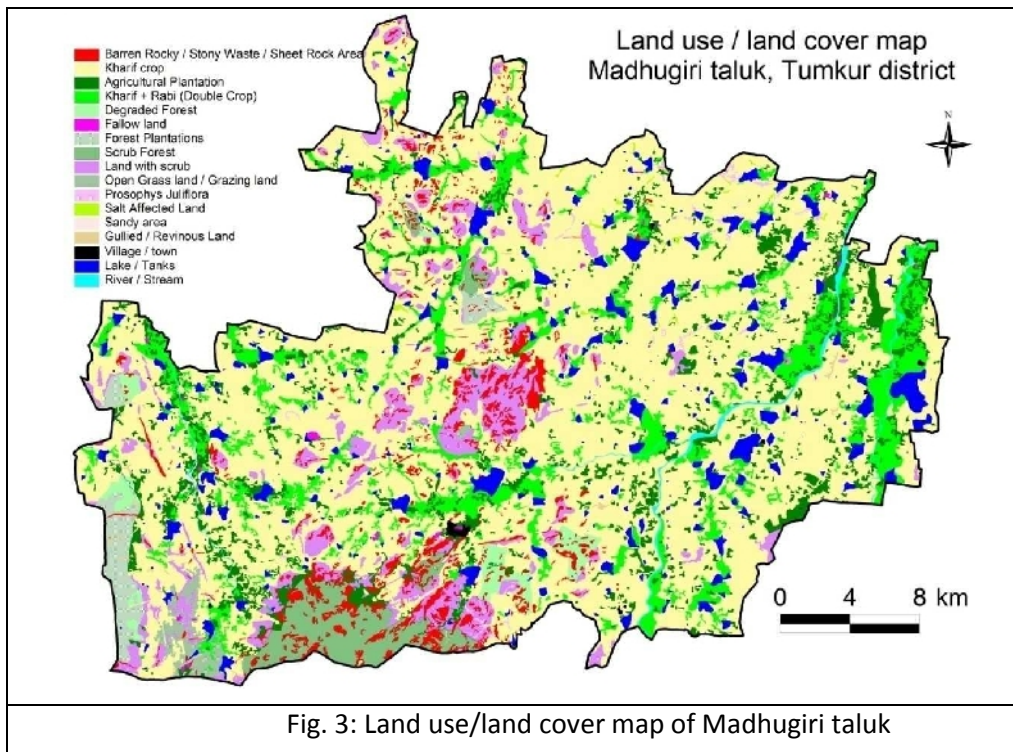 Land use / land cover map
Madhugiri taluk, Tumkur district
N
Barren Rocky / Stony Waste / Sheet Rock Area
Kharif crop
Agricultural Plantation
Kharif + Rabi (Double Crop)
Degraded Forest
Fallow land
Forest Plantations
Scrub Forest
Land with scrub
Open Grass land / Grazing land
Prosophys Juliflora
Salt Affected Land
Sandy area
Gullied / Revinous Land
Village / town
Lake / Tanks
River / Stream
0 4 8 km
Fig. 3: Land use/land cover map of Madhugiri taluk